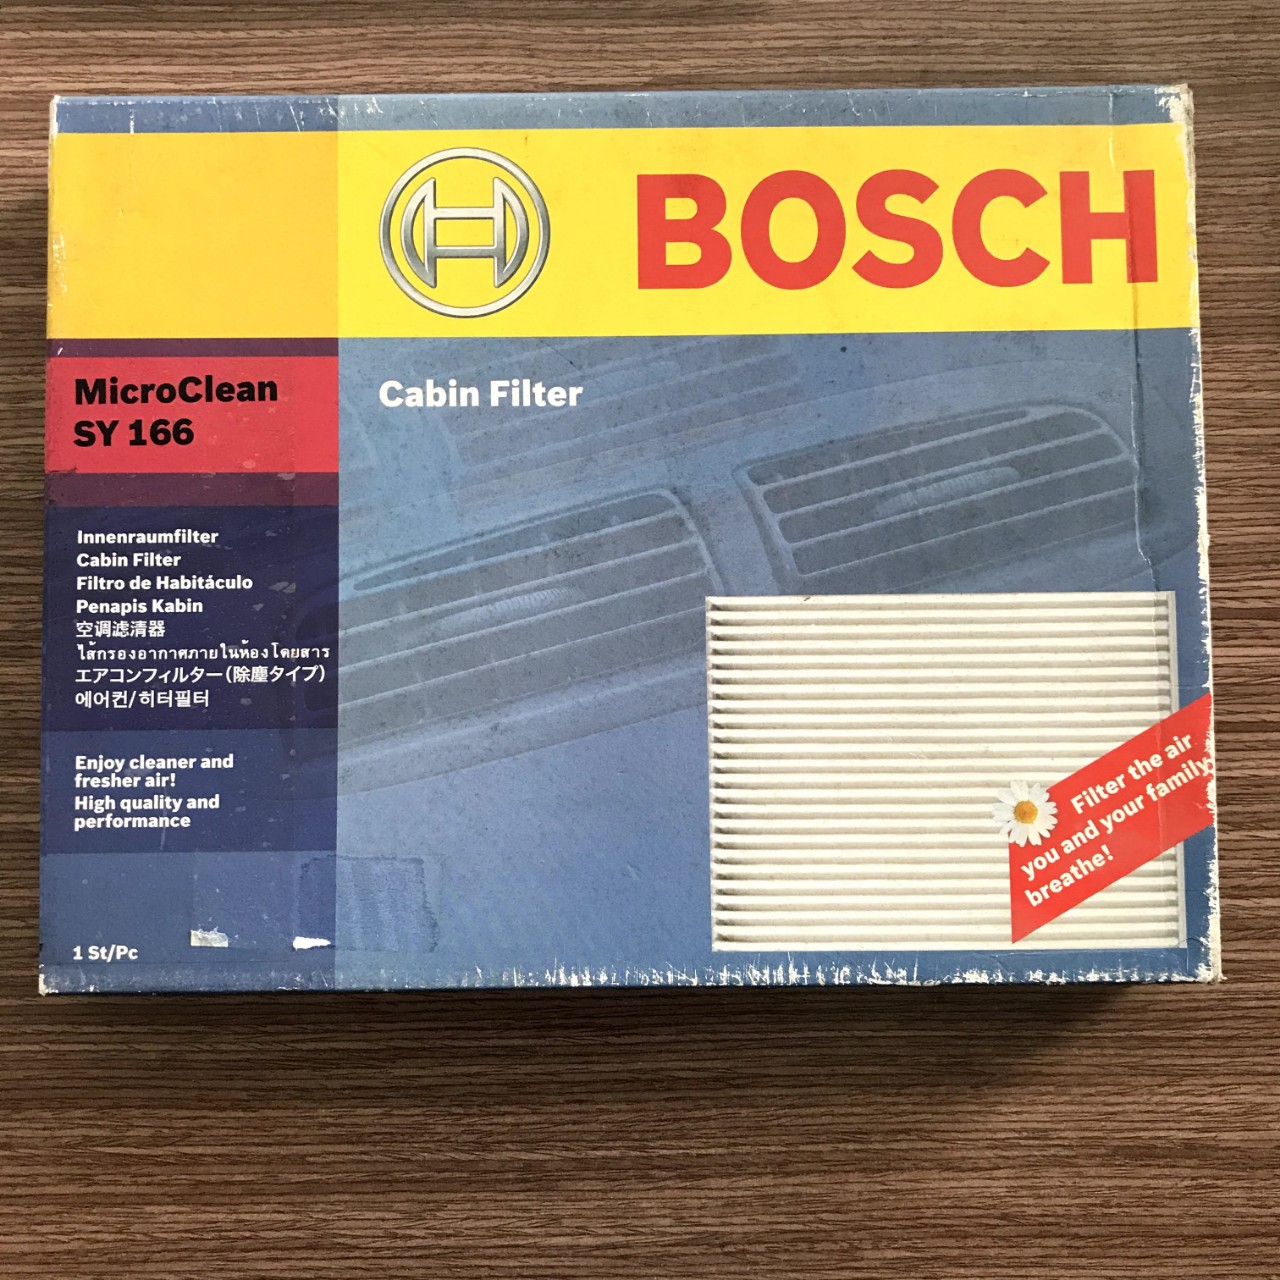 BOSCH
MicroClean
SY 166
Cabin Filter
Innenraumfilter
Cabin Filter
Filtro de Habitáculo
Penapis Kabin
空调滤清器
ไส้กรองอากาศภายในห้องโดยสาร
エアコンフィルター(除塵タイプ)
에어컨/히터필터
Enjoy cleaner and
fresher air!
High quality and
performance
1 St/Pc
Filter the air
you and your family
breathe!